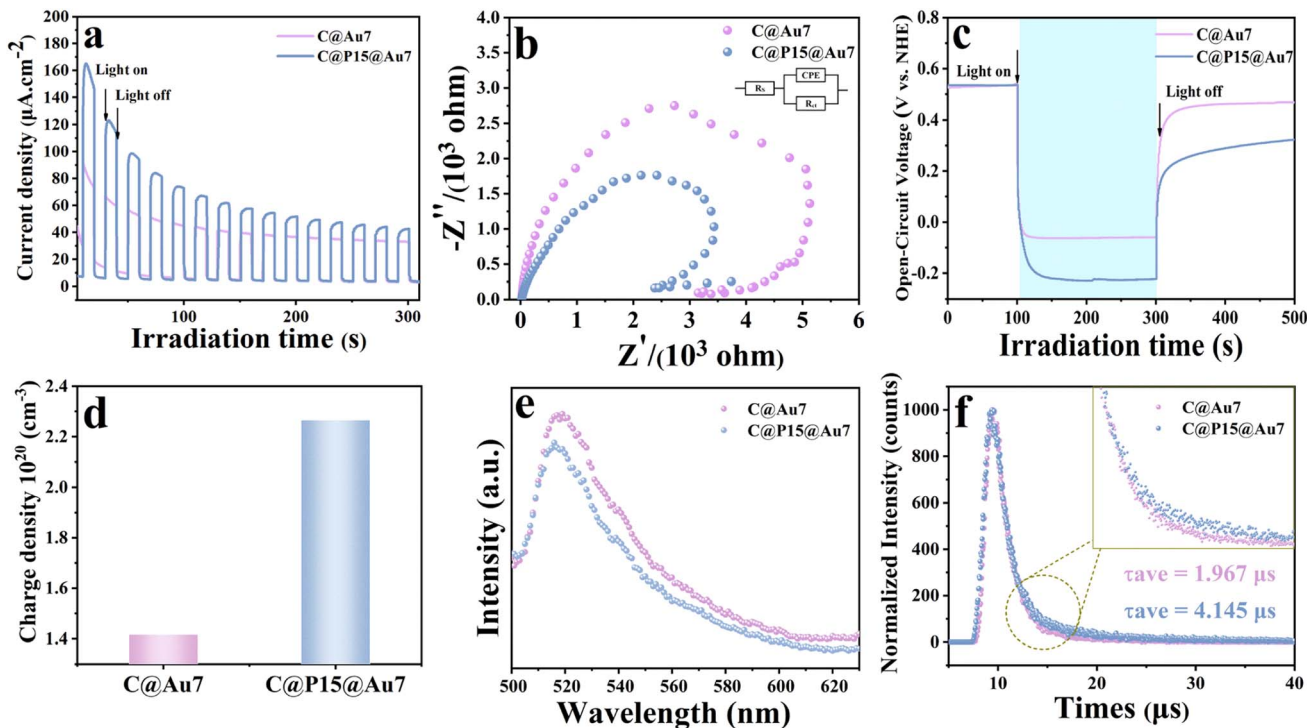 a
C@Au7
C@P15@Au7
Light on
Light off
200
180
160
140
120
100
80
60
40
20
0
100
200
300
Current density (μA.cm-2)
Irradiation time (s)
b
C@Au7
C@P15@Au7
Rs
CPE
Rct
4.0
3.5
3.0
2.5
2.0
1.5
1.0
0.5
0.0
0
1
2
3
4
5
6
-Z''/(10³ ohm)
Z'/(10³ ohm)
c
C@Au7
C@P15@Au7
Light on
Light off
0.8
0.6
0.4
0.2
0.0
-0.2
0
100
200
300
400
500
Open-Circuit Voltage (V vs. NHE)
Irradiation time (s)
d
2.4
2.2
2.0
1.8
1.6
1.4
Charge density 10²⁰ (cm⁻³)
C@Au7
C@P15@Au7
e
C@Au7
C@P15@Au7
500
520
540
560
580
600
620
Intensity (a.u.)
Wavelength (nm)
f
C@Au7
C@P15@Au7
1000
800
600
400
200
0
10
20
30
40
20
25
30
35
40
τave = 1.967 μs
τave = 4.145 μs
Normalized Intensity (counts)
Times (μs)